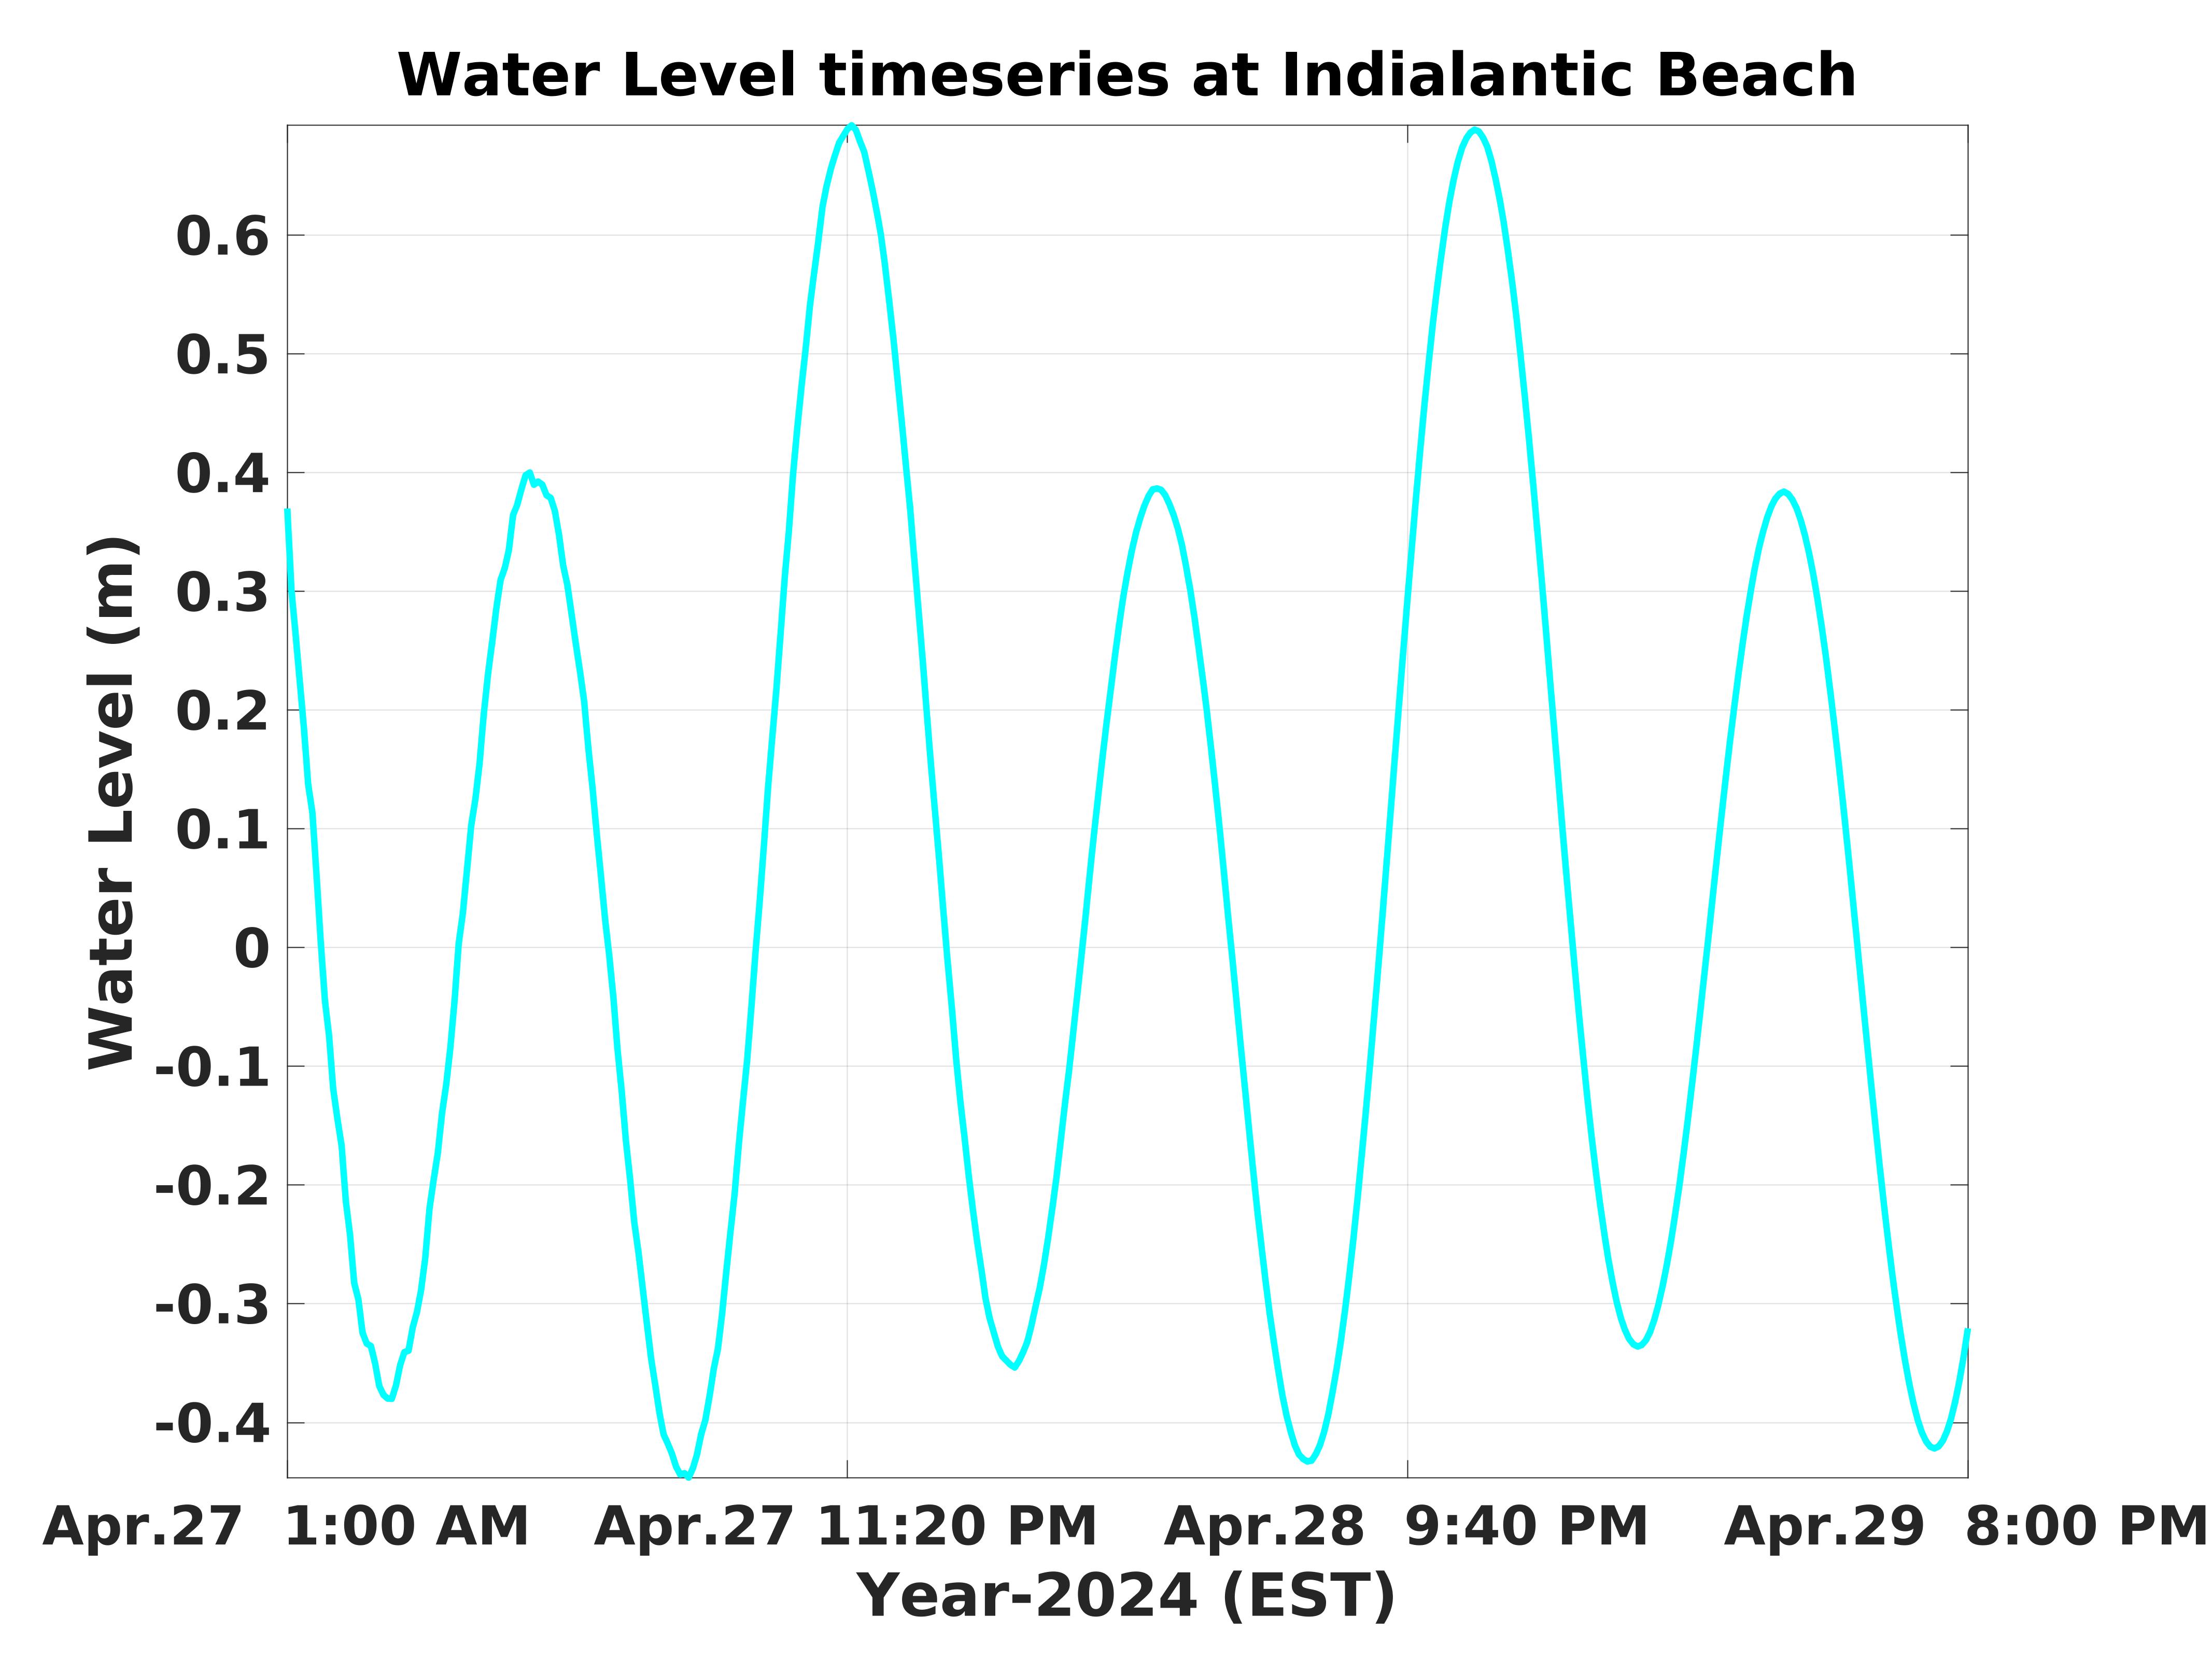 Water Level timeseries at Indialantic Beach
Water Level (m)
0.6
0.5
0.4
0.3
0.2
0.1
0
-0.1
-0.2
-0.3
-0.4
Apr.27 1:00 AM Apr.27 11:20 PM Apr.28 9:40 PM Apr.29 8:00 PM
Year-2024 (EST)